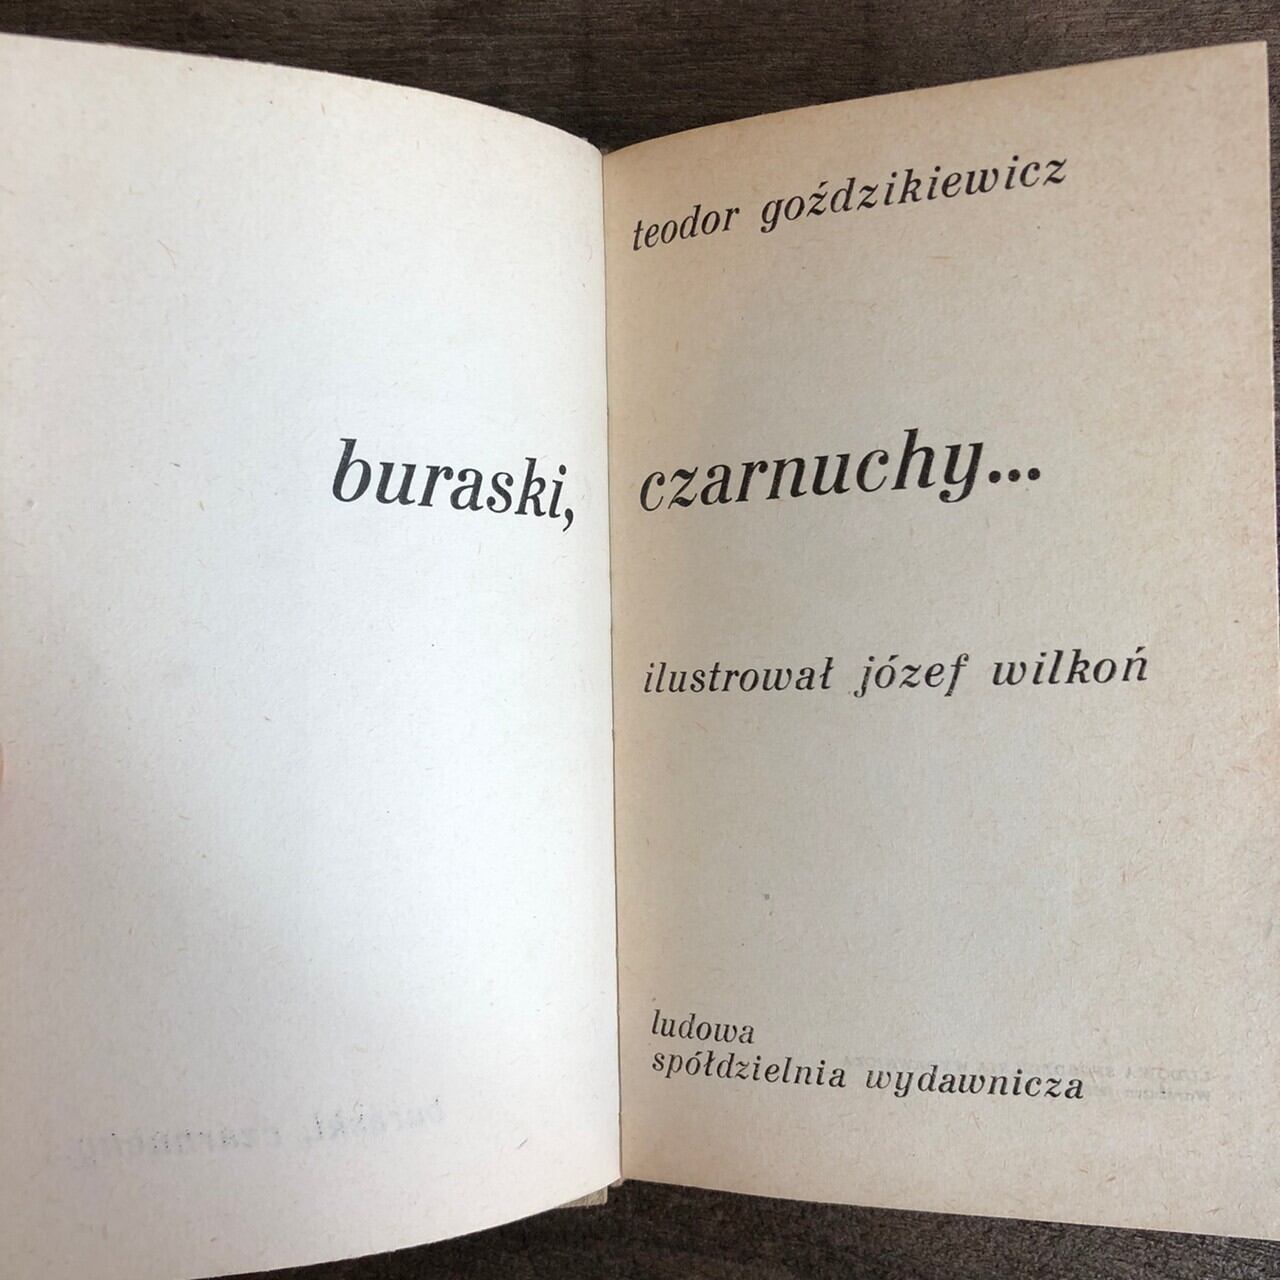 teodor goździkiewicz
buraski, czarnuchy...
ilustrował józef wilkoń
ludowa
spółdzielnia wydawnicza